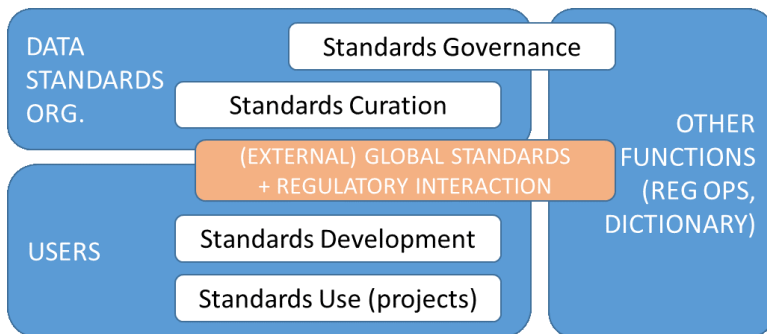 DATA
STANDARDS
ORG.
Standards Governance
Standards Curation
(EXTERNAL) GLOBAL STANDARDS
+ REGULATORY INTERACTION
USERS
Standards Development
Standards Use (projects)
OTHER
FUNCTIONS
(REG OPS,
DICTIONARY)